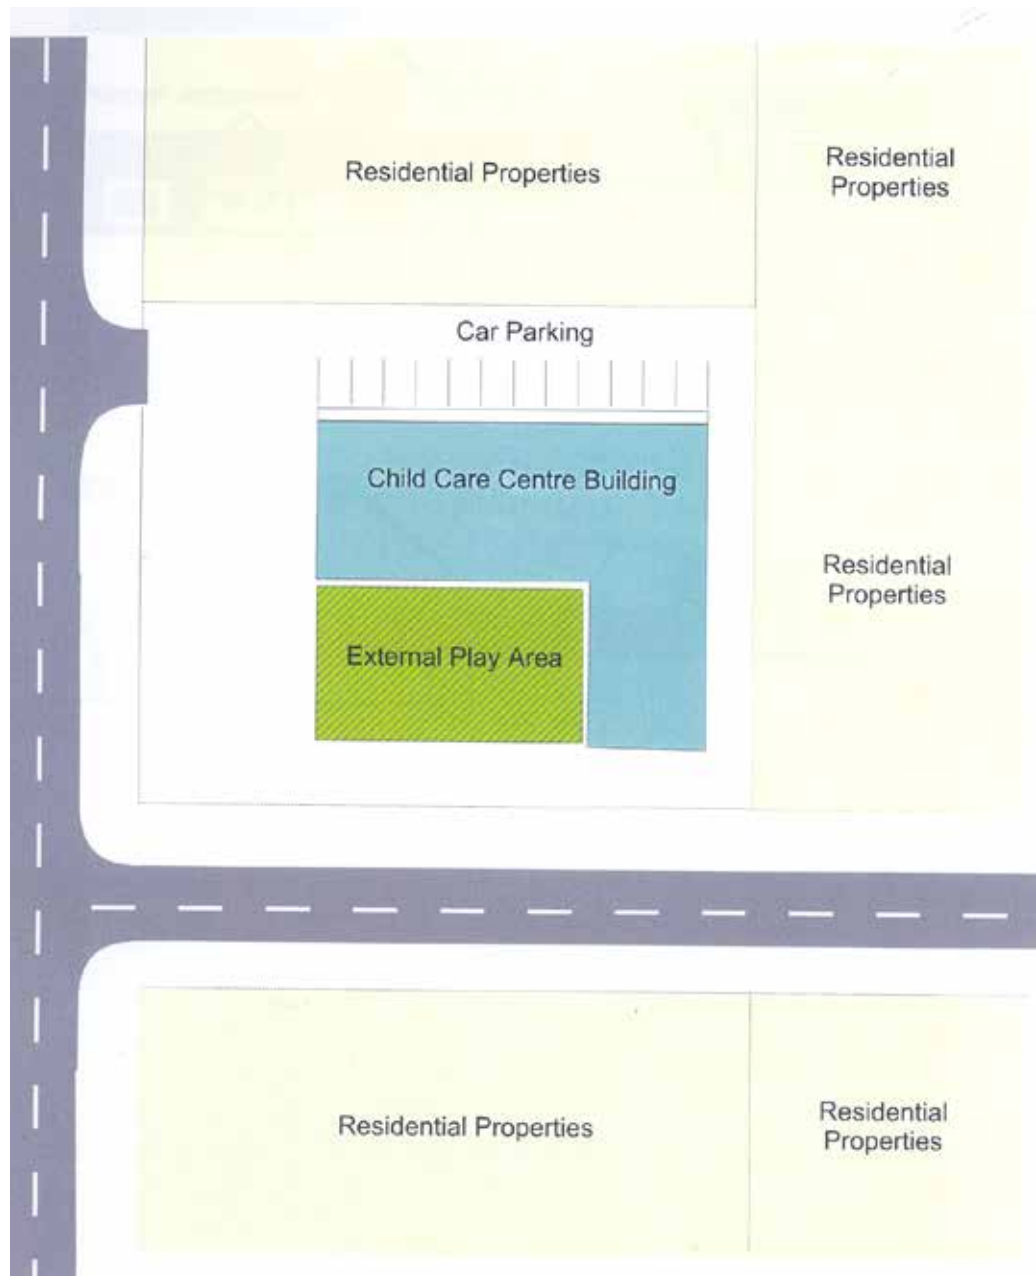 Residential Properties
Residential
Properties
Car Parking
Child Care Centre Building
Residential
Properties
External Play Area
Residential Properties
Residential
Properties